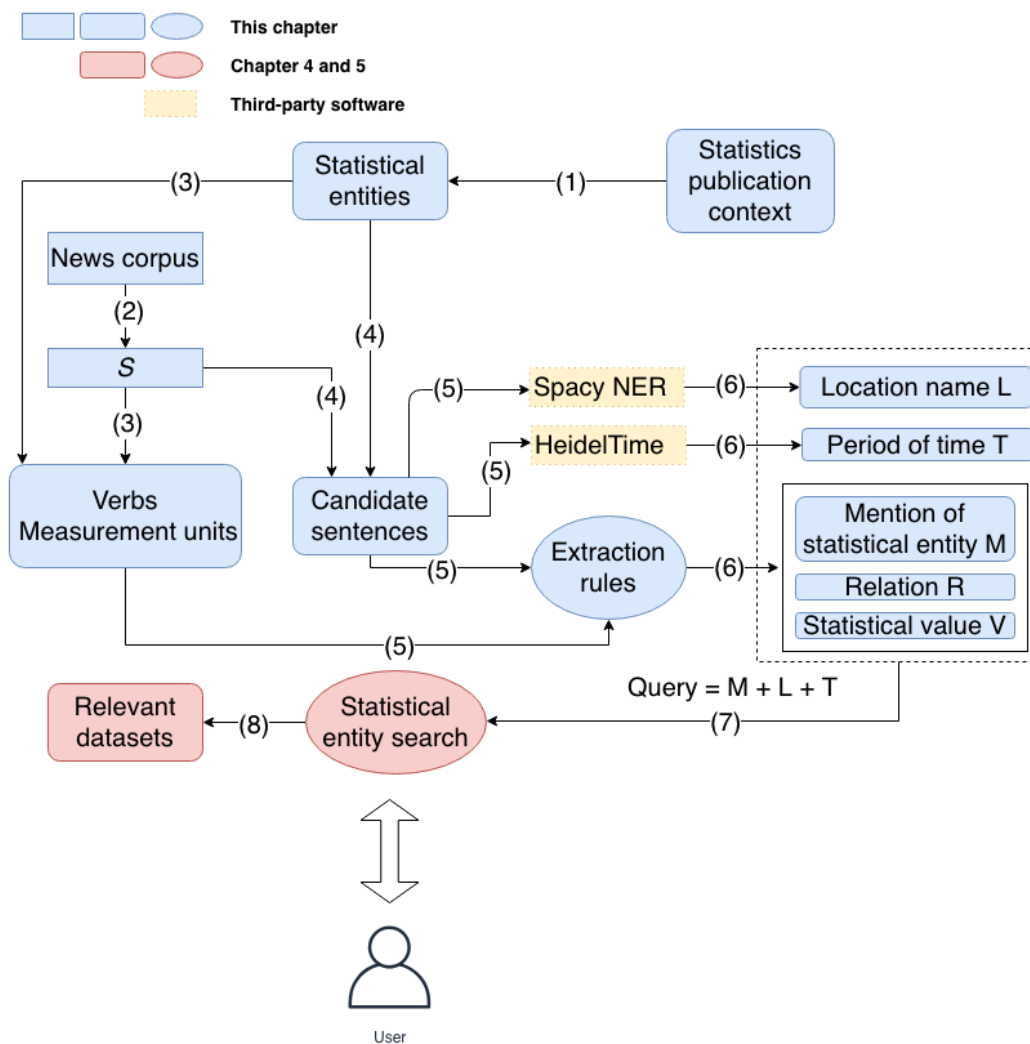 This chapter
Chapter 4 and 5
Third-party software
Statistical
entities
(1)
Statistics
publication
context
(3)
News corpus
(2)
S
(3)
(4)
(4)
Verbs
Measurement units
Candidate
sentences
(5)
Spacy NER
(6)
Location name L
(5)
HeidelTime
(6)
Period of time T
(5)
Extraction
rules
(6)
Mention of
statistical entity M
Relation R
Statistical value V
(5)
Query = M + L + T
(7)
Relevant
datasets
(8)
Statistical
entity search
User